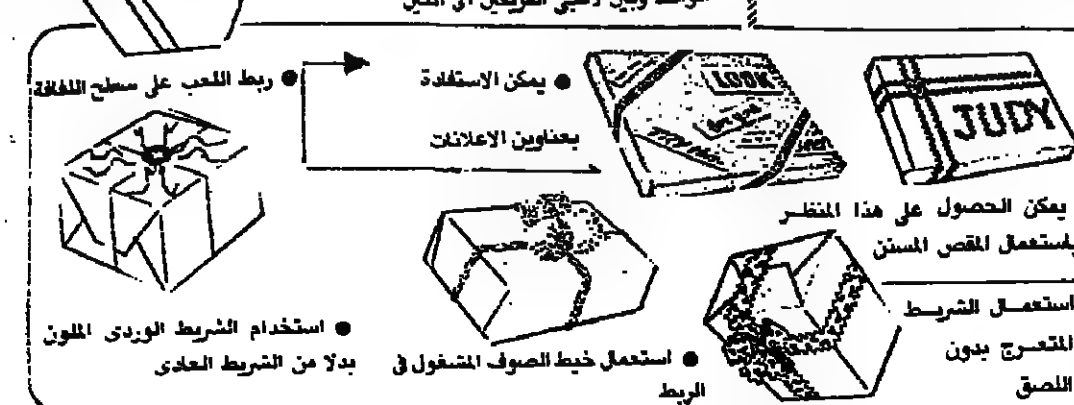 ● ربط اللعب على سطح اللفافة
● يمكن الاستفادة
بعناوين الاعلانات
LOOK
JUDY
يمكن الحصول على هذا المنظر
باستعمال المقص المسنن
استعمال الشريط
المتعرج بدون
اللصق
● استعمال خيط الصوف المشغول في
الربط
● استخدام الشريط الوردى الملون
بدلا من الشريط العادى